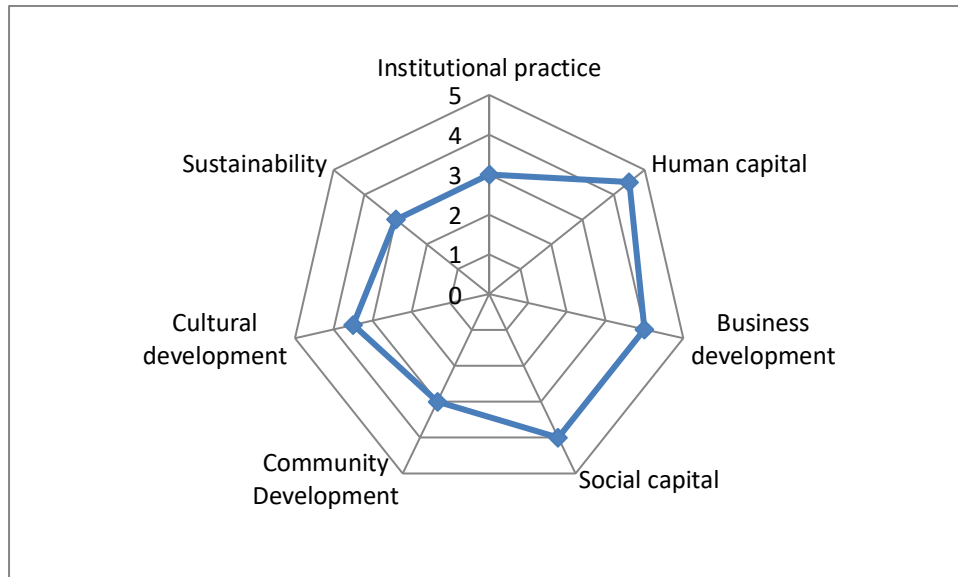 Institutional practice
5
4
3
2
1
0
Human capital
Business
development
Social capital
Community
Development
Cultural
development
Sustainability